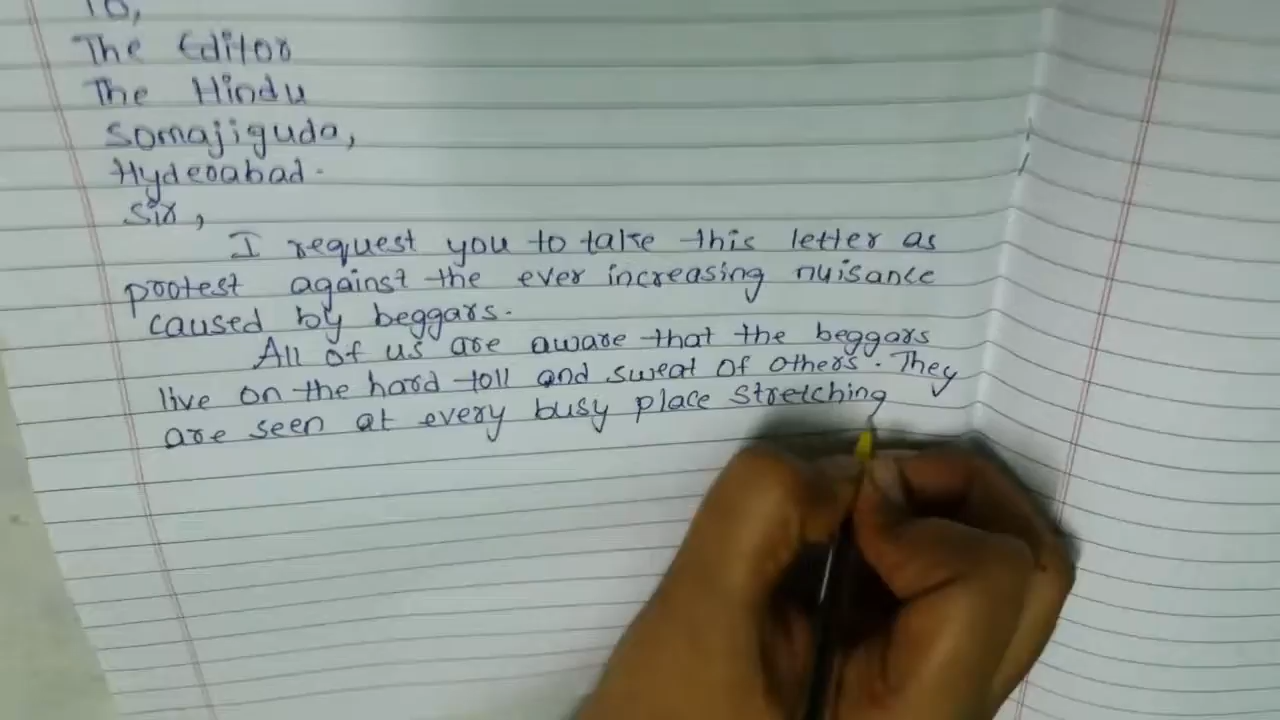 To,
The Editor
The Hindu
Somajiguda,
Hyderabad.
Sir,
I request you to take this letter as
protest against the ever increasing nuisance
caused by beggars.
All of us are aware that the beggars
live on the hard toll and sweat of others. They
are seen at every busy place stretching